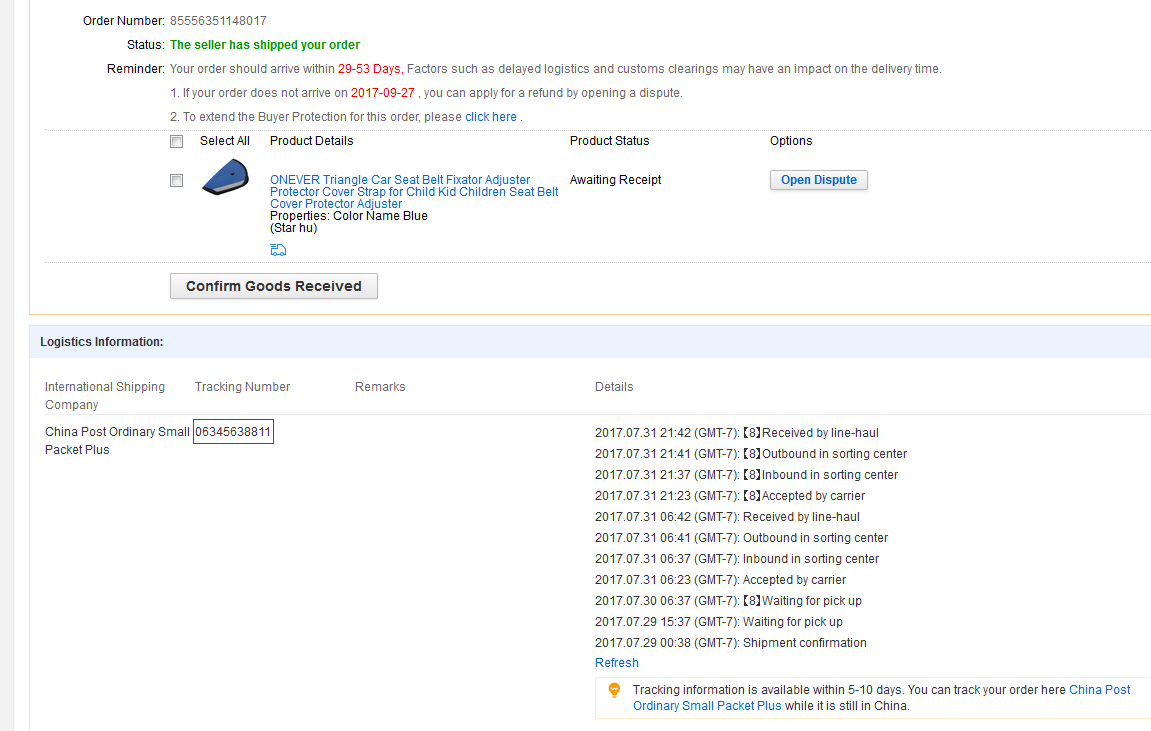 Order Number: 85556351148017
Status: The seller has shipped your order
Reminder: Your order should arrive within 29-53 Days, Factors such as delayed logistics and customs clearings may have an impact on the delivery time.
1. If your order does not arrive on 2017-09-27 , you can apply for a refund by opening a dispute.
2. To extend the Buyer Protection for this order, please click here .
Select All Product Details Product Status Options
ONEVER Triangle Car Seat Belt Fixator Adjuster
Protector Cover Strap for Child Kid Children Seat Belt
Cover Protector Adjuster
Properties: Color Name Blue
(Star hu)
Awaiting Receipt
Open Dispute
Confirm Goods Received
Logistics Information:
International Shipping
Company
Tracking Number
Remarks
Details
China Post Ordinary Small
Packet Plus
06345638811
2017.07.31 21:42 (GMT-7): 【8】Received by line-haul
2017.07.31 21:41 (GMT-7): 【8】Outbound in sorting center
2017.07.31 21:37 (GMT-7): 【8】Inbound in sorting center
2017.07.31 21:23 (GMT-7): 【8】Accepted by carrier
2017.07.31 06:42 (GMT-7): Received by line-haul
2017.07.31 06:41 (GMT-7): Outbound in sorting center
2017.07.31 06:37 (GMT-7): Inbound in sorting center
2017.07.31 06:23 (GMT-7): Accepted by carrier
2017.07.30 06:37 (GMT-7): 【8】Waiting for pick up
2017.07.29 15:37 (GMT-7): Waiting for pick up
2017.07.29 00:38 (GMT-7): Shipment confirmation
Refresh
Tracking information is available within 5-10 days. You can track your order here China Post
Ordinary Small Packet Plus while it is still in China.